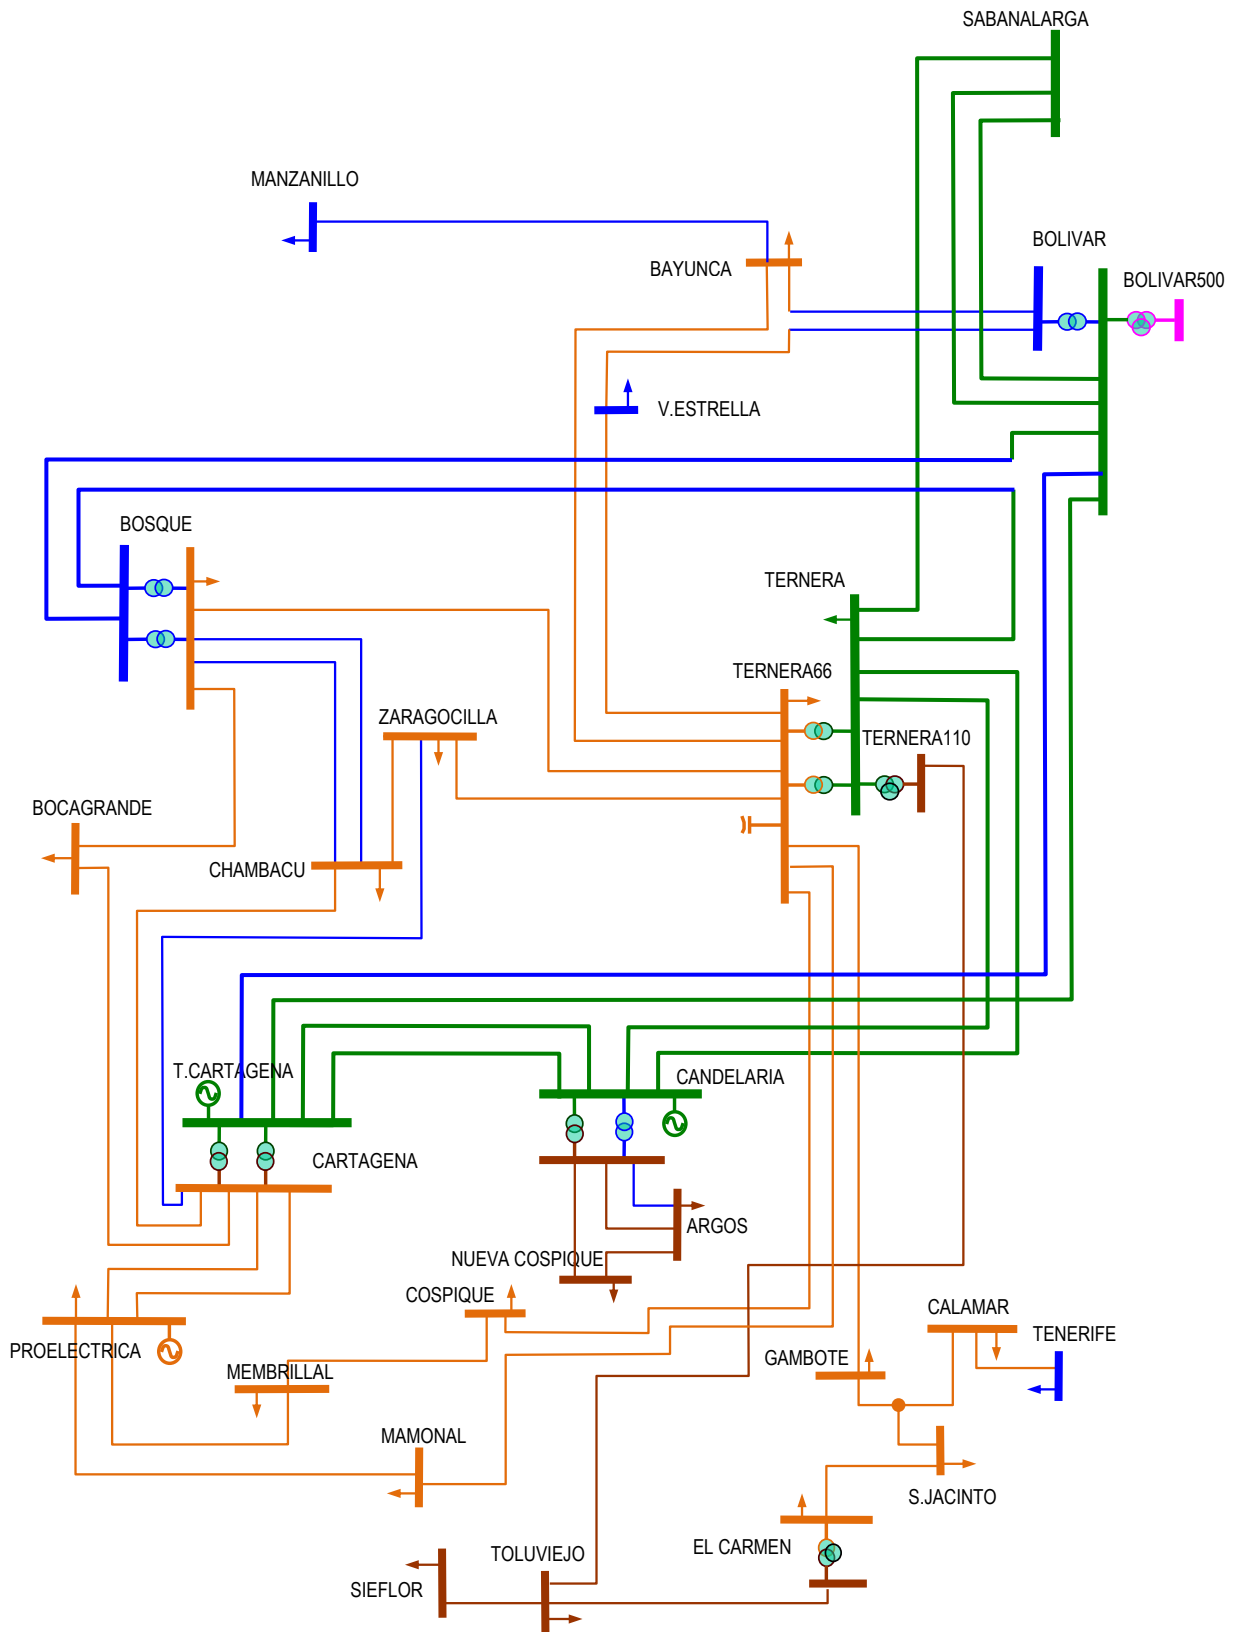 SABANALARGA
MANZANILLO
BOLIVAR
BAYUNCA
BOLIVAR500
V.ESTRELLA
BOSQUE
TERNERA
TERNERA66
ZARAGOCILLA
TERNERA110
BOCAGRANDE
CHAMBACU
T.CARTAGENA
CANDELARIA
CARTAGENA
ARGOS
NUEVA COSPIQUE
COSPIQUE
CALAMAR
TENERIFE
PROELECTRICA
GAMBOTE
MEMBRILLAL
MAMONAL
S.JACINTO
EL CARMEN
TOLUVIEJO
SIEFLOR